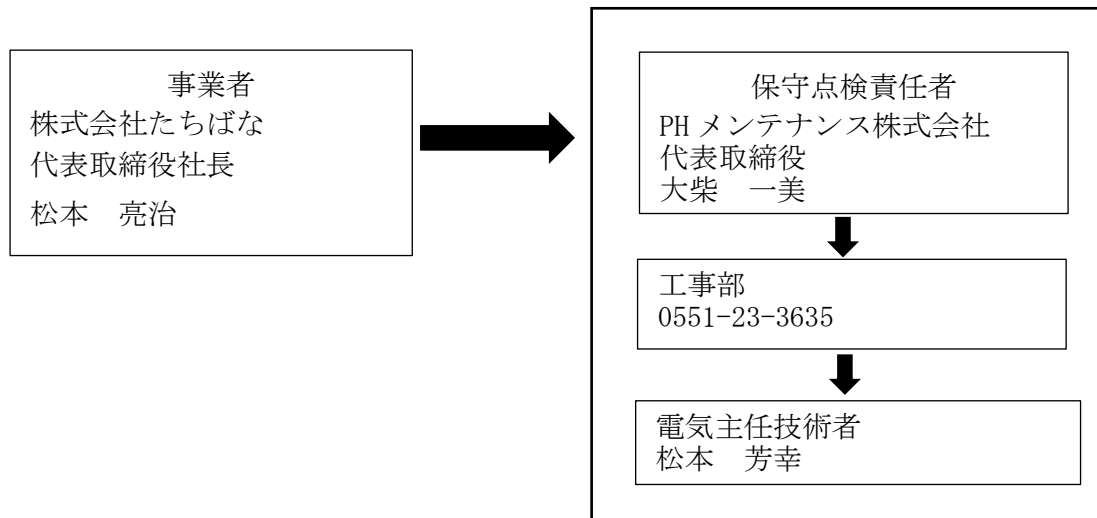 事業者
株式会社たちばな
代表取締役社長
松本　亮治
保守点検責任者
PHメンテナンス株式会社
代表取締役
大柴　一美
工事部
0551-23-3635
電気主任技術者
松本　芳幸